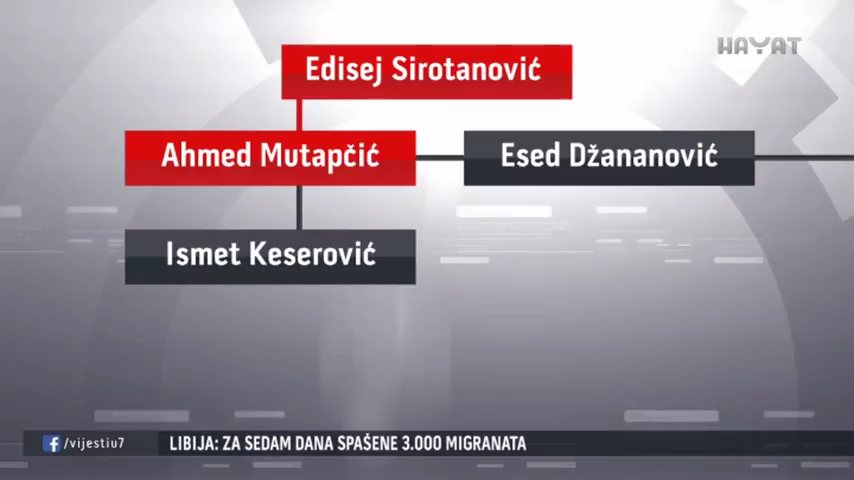 HAYAT
Edisej Sirotanović
Ahmed Mutapčić
Esed Džananović
Ismet Keserović
/vijestiu7
LIBIJA: ZA SEDAM DANA SPAŠENE 3.000 MIGRANATA